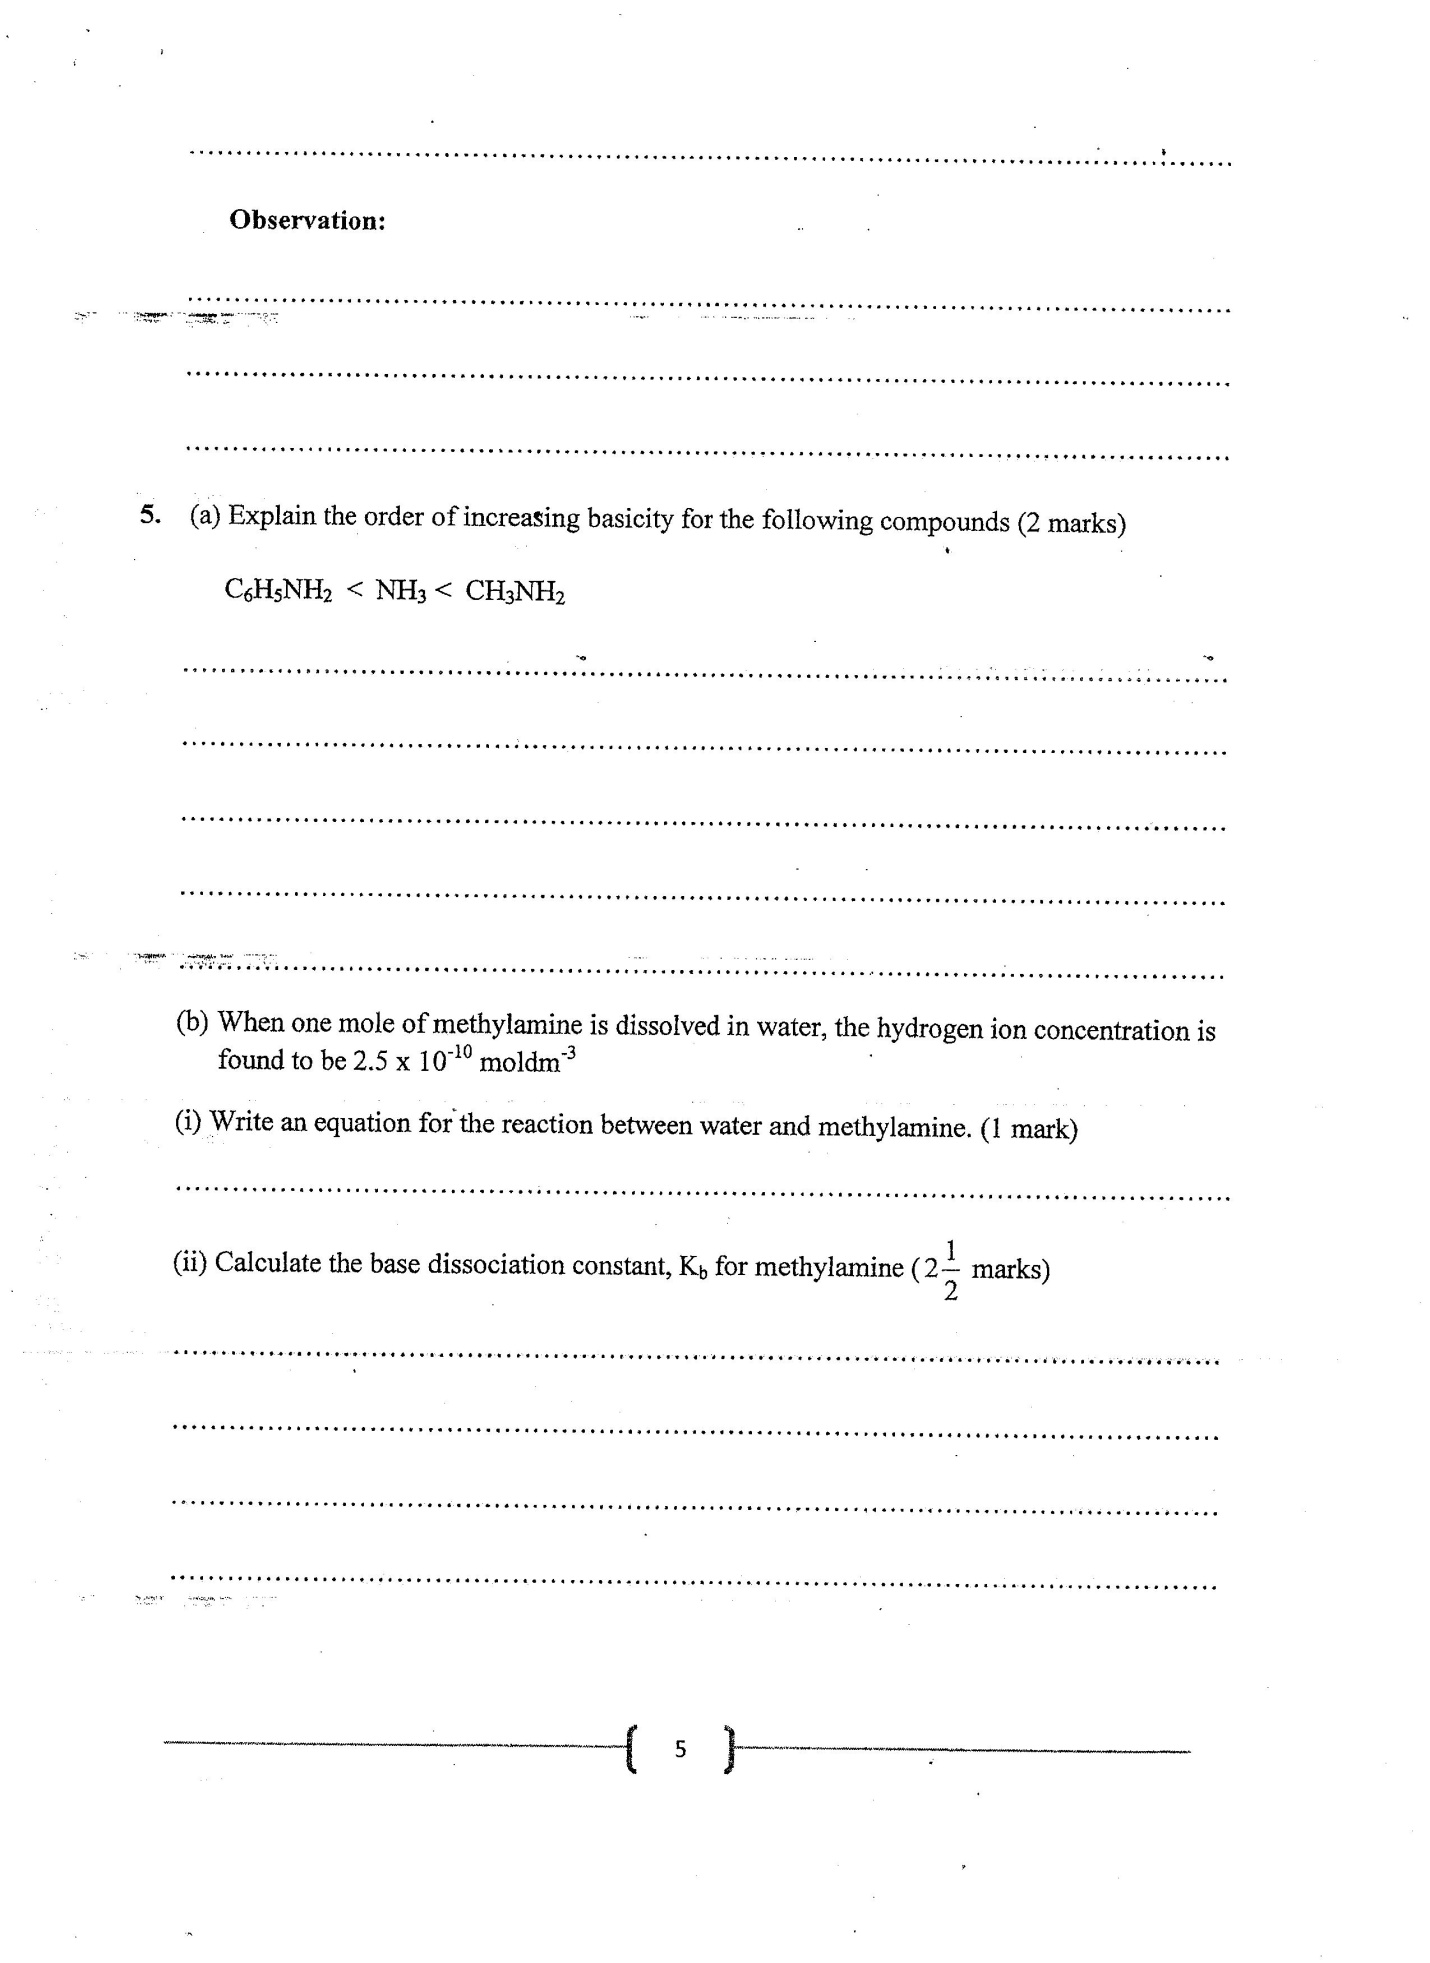 Observation:
5. (a) Explain the order of increasing basicity for the following compounds (2 marks)
C₆H₅NH₂ < NH₃ < CH₃NH₂
(b) When one mole of methylamine is dissolved in water, the hydrogen ion concentration is
found to be 2.5 x 10⁻¹⁰ moldm⁻³
(i) Write an equation for the reaction between water and methylamine. (1 mark)
(ii) Calculate the base dissociation constant, K_b for methylamine (2 1/2 marks)
5